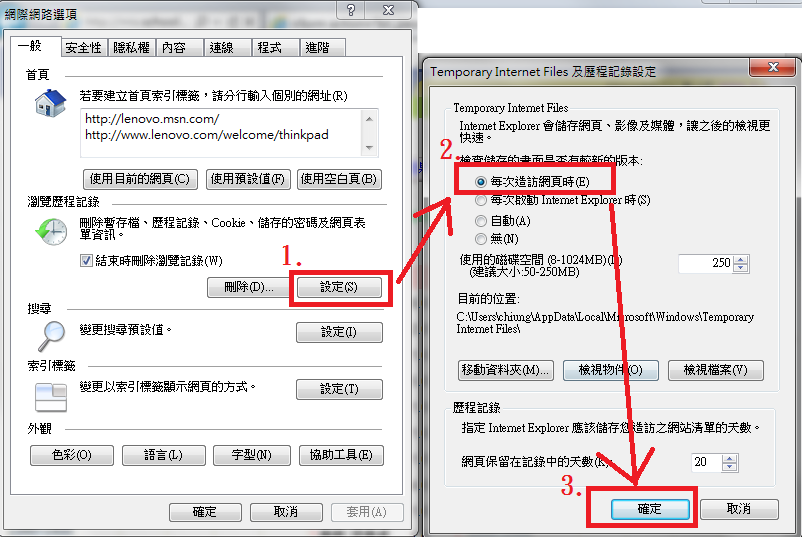 網際網路選項
一般
安全性
隱私權
內容
連線
程式
進階
首頁
若要建立首頁索引標籤，請分行輸入個別的網址(R)
http://lenovo.msn.com/
http://www.lenovo.com/welcome/thinkpad
使用目前的網頁(C)
使用預設值(F)
使用空白頁(B)
瀏覽歷程記錄
刪除暫存檔、歷程記錄、Cookie、儲存的密碼及網頁表
單資訊。
結束時刪除瀏覽記錄(W)
1.
刪除(D)...
設定(S)
搜尋
變更搜尋預設值。
設定(I)
索引標籤
變更以索引標籤顯示網頁的方式。
設定(T)
外觀
色彩(O)
語言(L)
字型(N)
協助工具(E)
確定
取消
套用(A)
Temporary Internet Files 及歷程記錄設定
Temporary Internet Files
Internet Explorer 會儲存網頁、影像及媒體，讓之後的檢視更
快速。
2.
檢查儲存的畫面是否有較新的版本:
每次造訪網頁時(E)
每次啟動 Internet Explorer 時(S)
自動(A)
無(N)
使用的磁碟空間 (8-1024MB)(D)
(建議大小:50-250MB)
250
目前的位置:
C:\Users\chiung\AppData\Local\Microsoft\Windows\Temporary
Internet Files\
移動資料夾(M)...
檢視物件(O)
檢視檔案(V)
歷程記錄
指定 Internet Explorer 應該儲存您造訪之網站清單的天數。
網頁保留在記錄中的天數(K):
20
3.
確定
取消